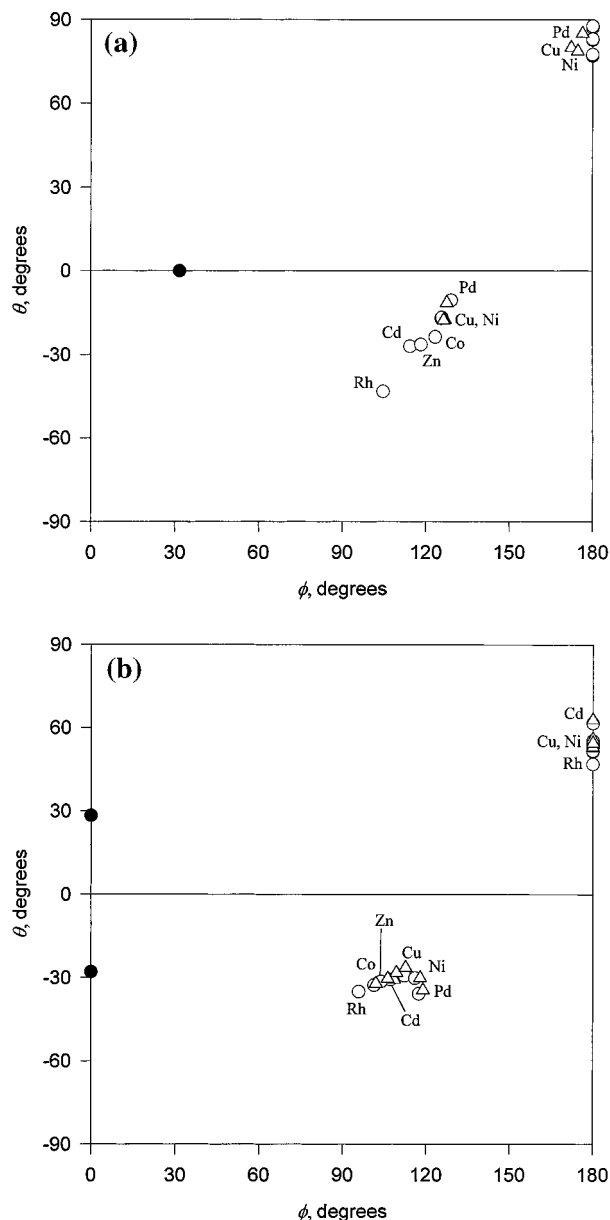 (a)
90
60
30
0
-30
-60
-90
θ, degrees
Pd
Cu
Ni
Pd
Cu, Ni
Cd
Co
Zn
Rh
0 30 60 90 120 150 180
ϕ, degrees
(b)
90
60
30
0
-30
-60
-90
θ, degrees
Cd
Cu, Ni
Rh
Zn
Cu
Co
Ni
Pd
Rh
Cd
0 30 60 90 120 150 180
ϕ, degrees